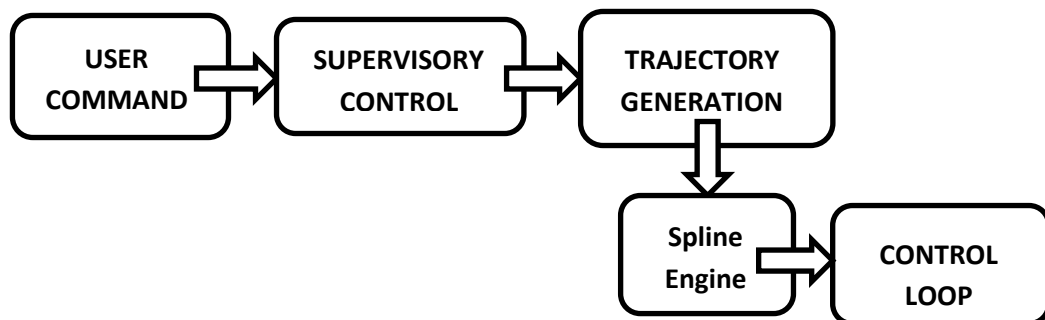 USER
COMMAND
SUPERVISORY
CONTROL
TRAJECTORY
GENERATION
Spline
Engine
CONTROL
LOOP